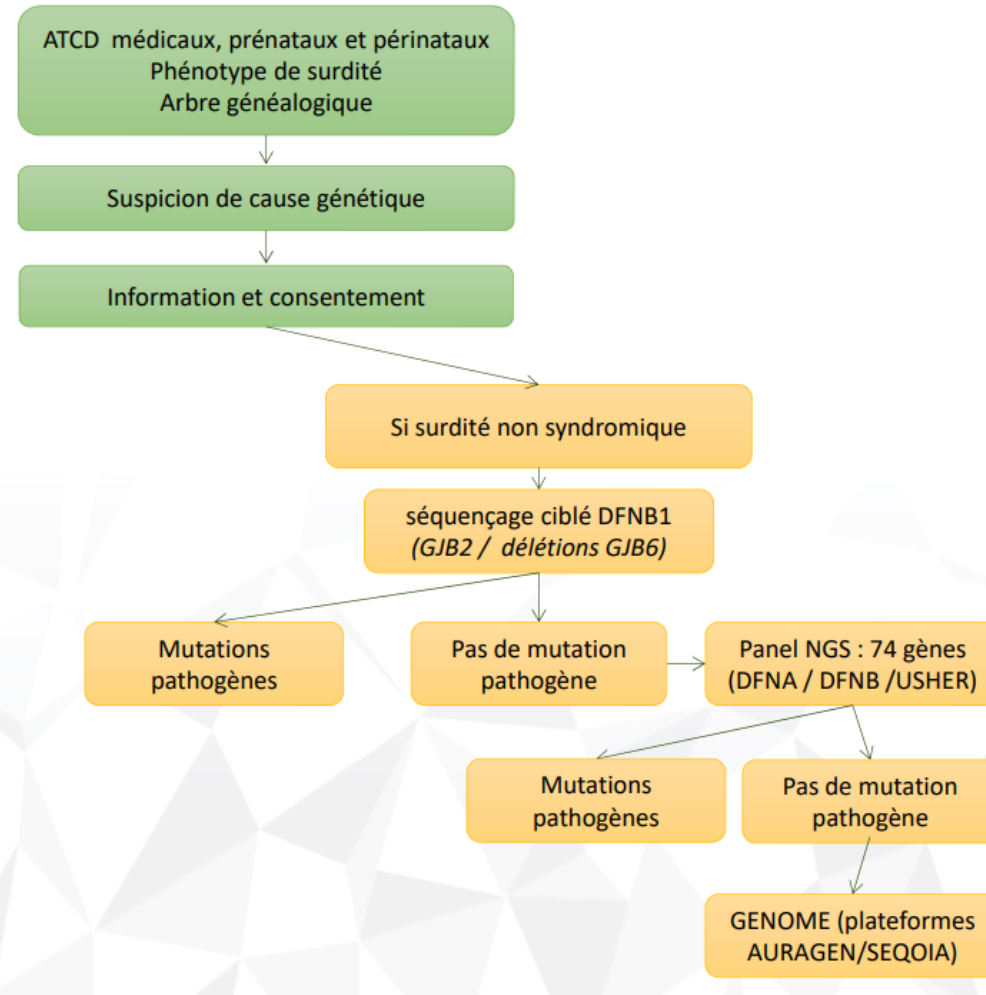 ATCD médicaux, prénataux et périnataux
Phénotype de surdité
Arbre généalogique
Suspicion de cause génétique
Information et consentement
Si surdité non syndromique
séquençage ciblé DFNB1
(GJB2 / délétions GJB6)
Mutations
pathogènes
Pas de mutation
pathogène
Panel NGS : 74 gènes
(DFNA / DFNB /USHER)
Mutations
pathogènes
Pas de mutation
pathogène
GENOME (plateformes
AURAGEN/SEQOIA)